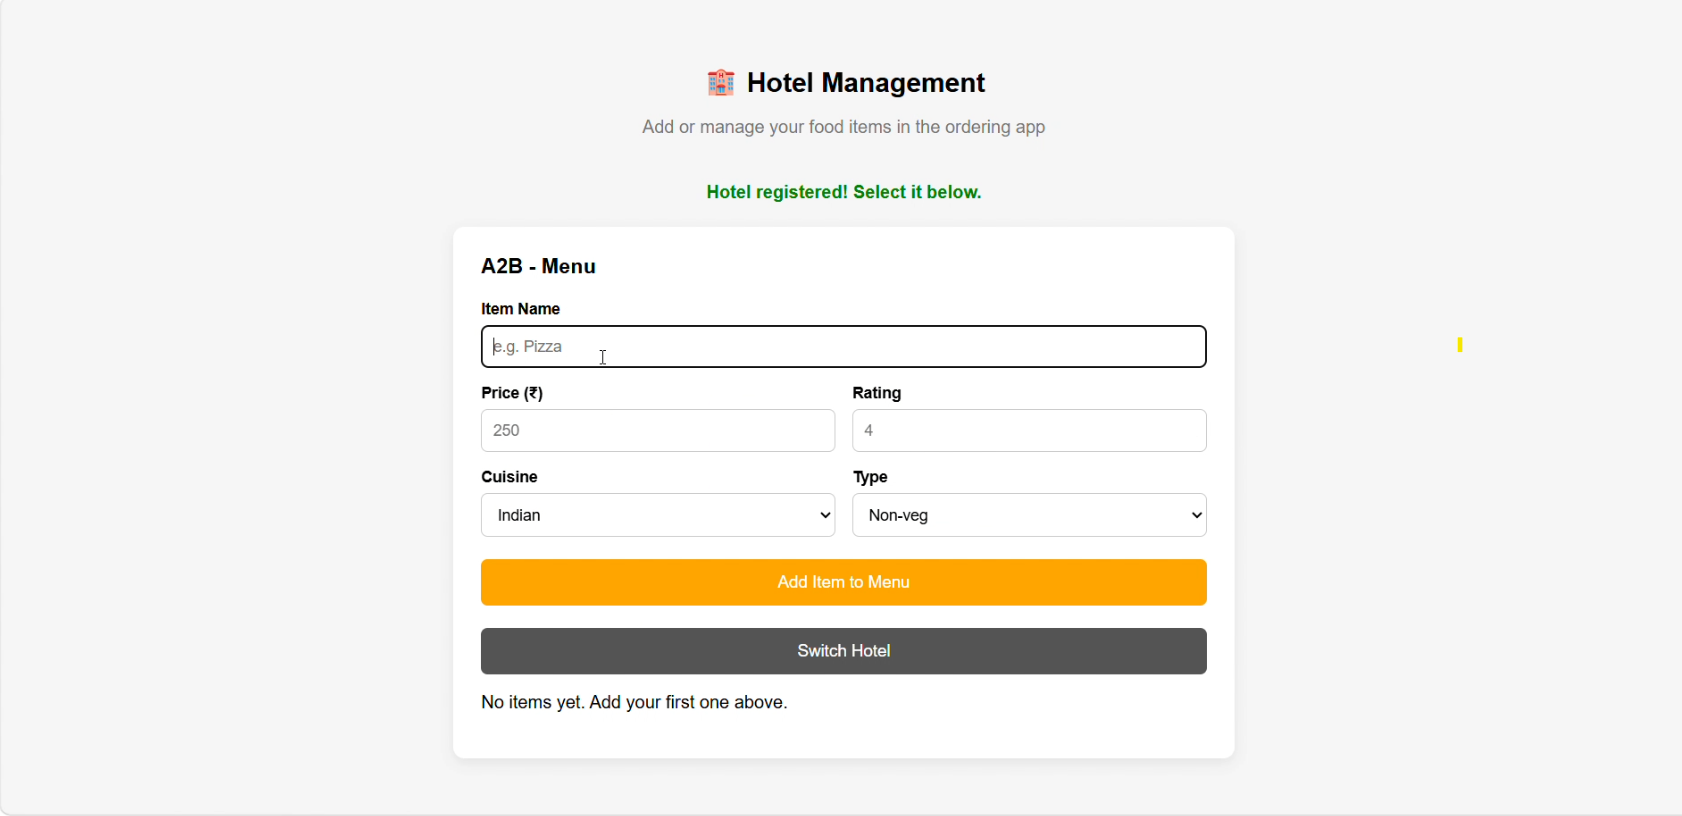 🏨 Hotel Management
Add or manage your food items in the ordering app
Hotel registered! Select it below.
A2B - Menu
Item Name
e.g. Pizza
Price (₹) Rating
250 4
Cuisine Type
Indian Non-veg
Add Item to Menu
Switch Hotel
No items yet. Add your first one above.